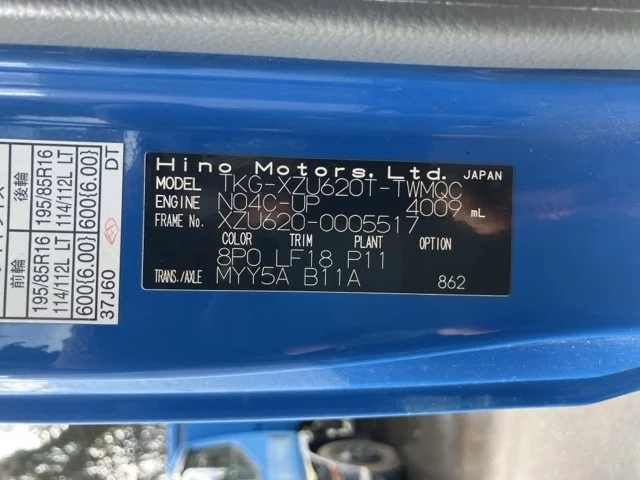 Hino Motors, Ltd. JAPAN
MODEL TKG-XZU620T-TWMQC
ENGINE N04C-UP 4009 mL
FRAME NO. XZU620-0005517
COLOR TRIM PLANT OPTION
8P0 LF18 P11
TRANS./AXLE MYY5A B11A 862
前輪 後輪
195/85R16 195/85R16
114/112L LT 114/112L LT
600(6.00) 600(6.00)
37J60 DT